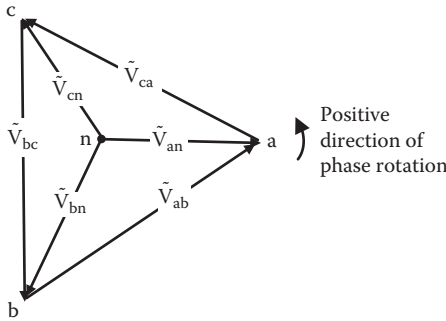 c
Ṽca
Ṽcn
Ṽbc
n
Ṽan
a
Positive
direction of
phase rotation
Ṽbn
Ṽab
b